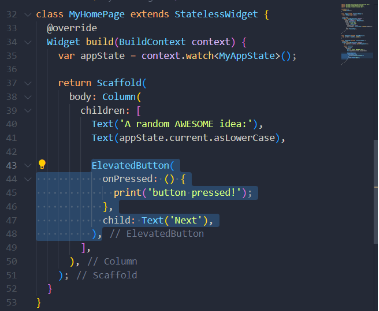 32 class MyHomePage extends StatelessWidget {
33   @override
34   Widget build(BuildContext context) {
35     var appState = context.watch<MyAppState>();
36
37     return Scaffold(
38       body: Column(
39         children: [
40           Text('A random AWESOME idea:'),
41           Text(appState.current.asLowerCase),
42
43           ElevatedButton(
44             onPressed: () {
45               print('button pressed!');
46             },
47             child: Text('Next'),
48           ), // ElevatedButton
49         ],
50       ), // Column
51     ); // Scaffold
52   }
53 }